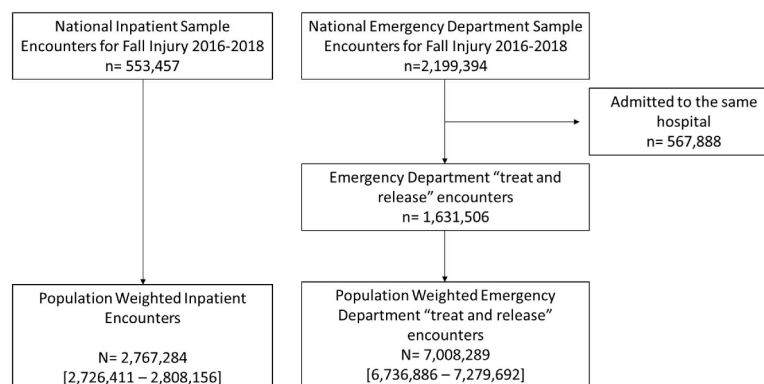 National Inpatient Sample
Encounters for Fall Injury 2016-2018
n= 553,457
National Emergency Department Sample
Encounters for Fall Injury 2016-2018
n=2,199,394
Admitted to the same
hospital
n= 567,888
Emergency Department “treat and
release” encounters
n= 1,631,506
Population Weighted Inpatient
Encounters
N= 2,767,284
[2,726,411 – 2,808,156]
Population Weighted Emergency
Department “treat and release”
encounters
N= 7,008,289
[6,736,886 – 7,279,692]